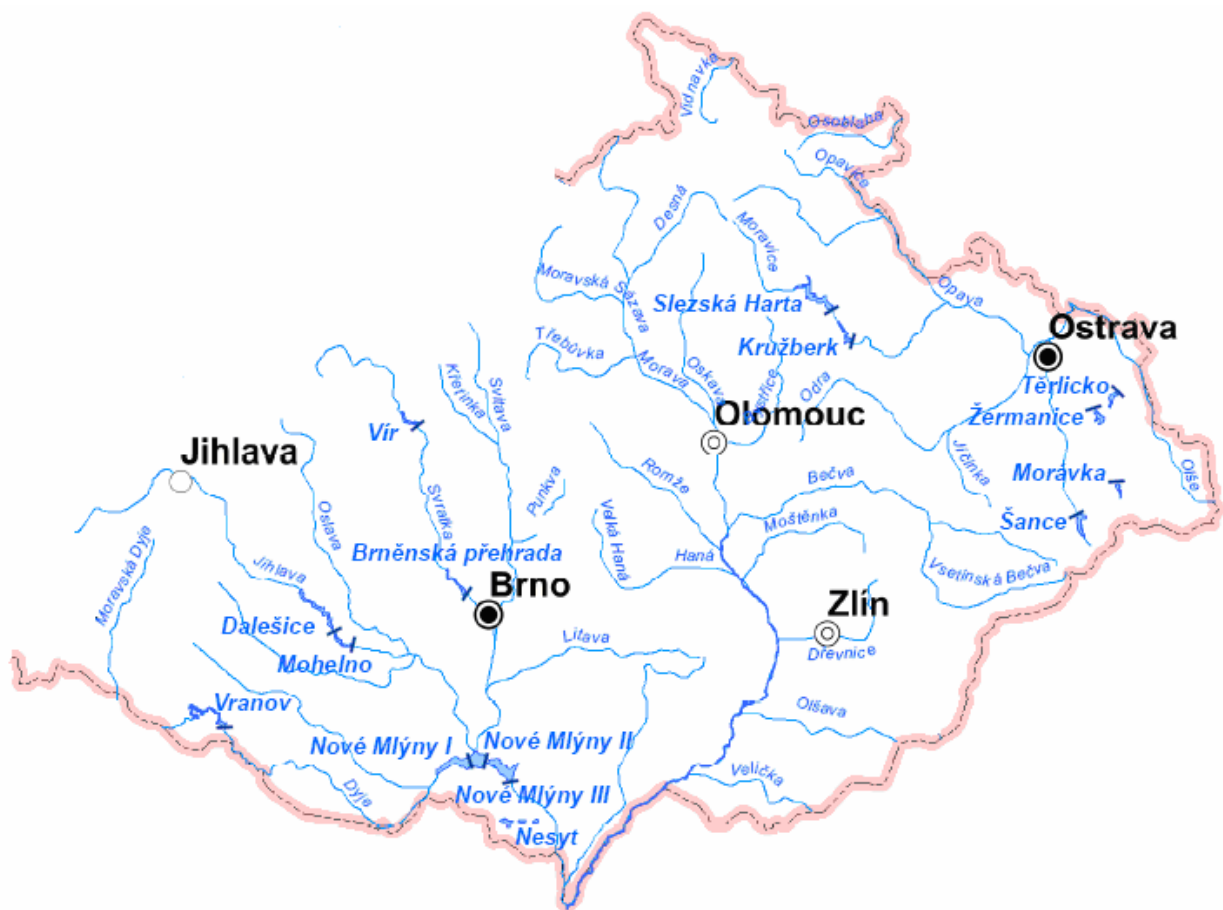 Vidnavka
Osoblaha
Opavice
Desná
Moravice
Moravská Sázava
Slezská Harta
Opava
Ostrava
Třebůvka
Kružberk
Křetínka
Svitava
Morava
Oskava
Bystřice
Odra
Těrlicko
Žermanice
Olomouc
Vír
Jihlava
Romže
Bečva
Jičínka
Morávka
Olše
Punkva
Oslava
Svratka
Velká Haná
Moštěnka
Šance
Moravská Dyje
Brněnská přehrada
Haná
Vsetínská Bečva
Jihlava
Brno
Zlín
Dalešice
Mohelno
Litava
Dřevnice
Vranov
Olšava
Nové Mlýny I
Nové Mlýny II
Velička
Dyje
Nové Mlýny III
Nesyt